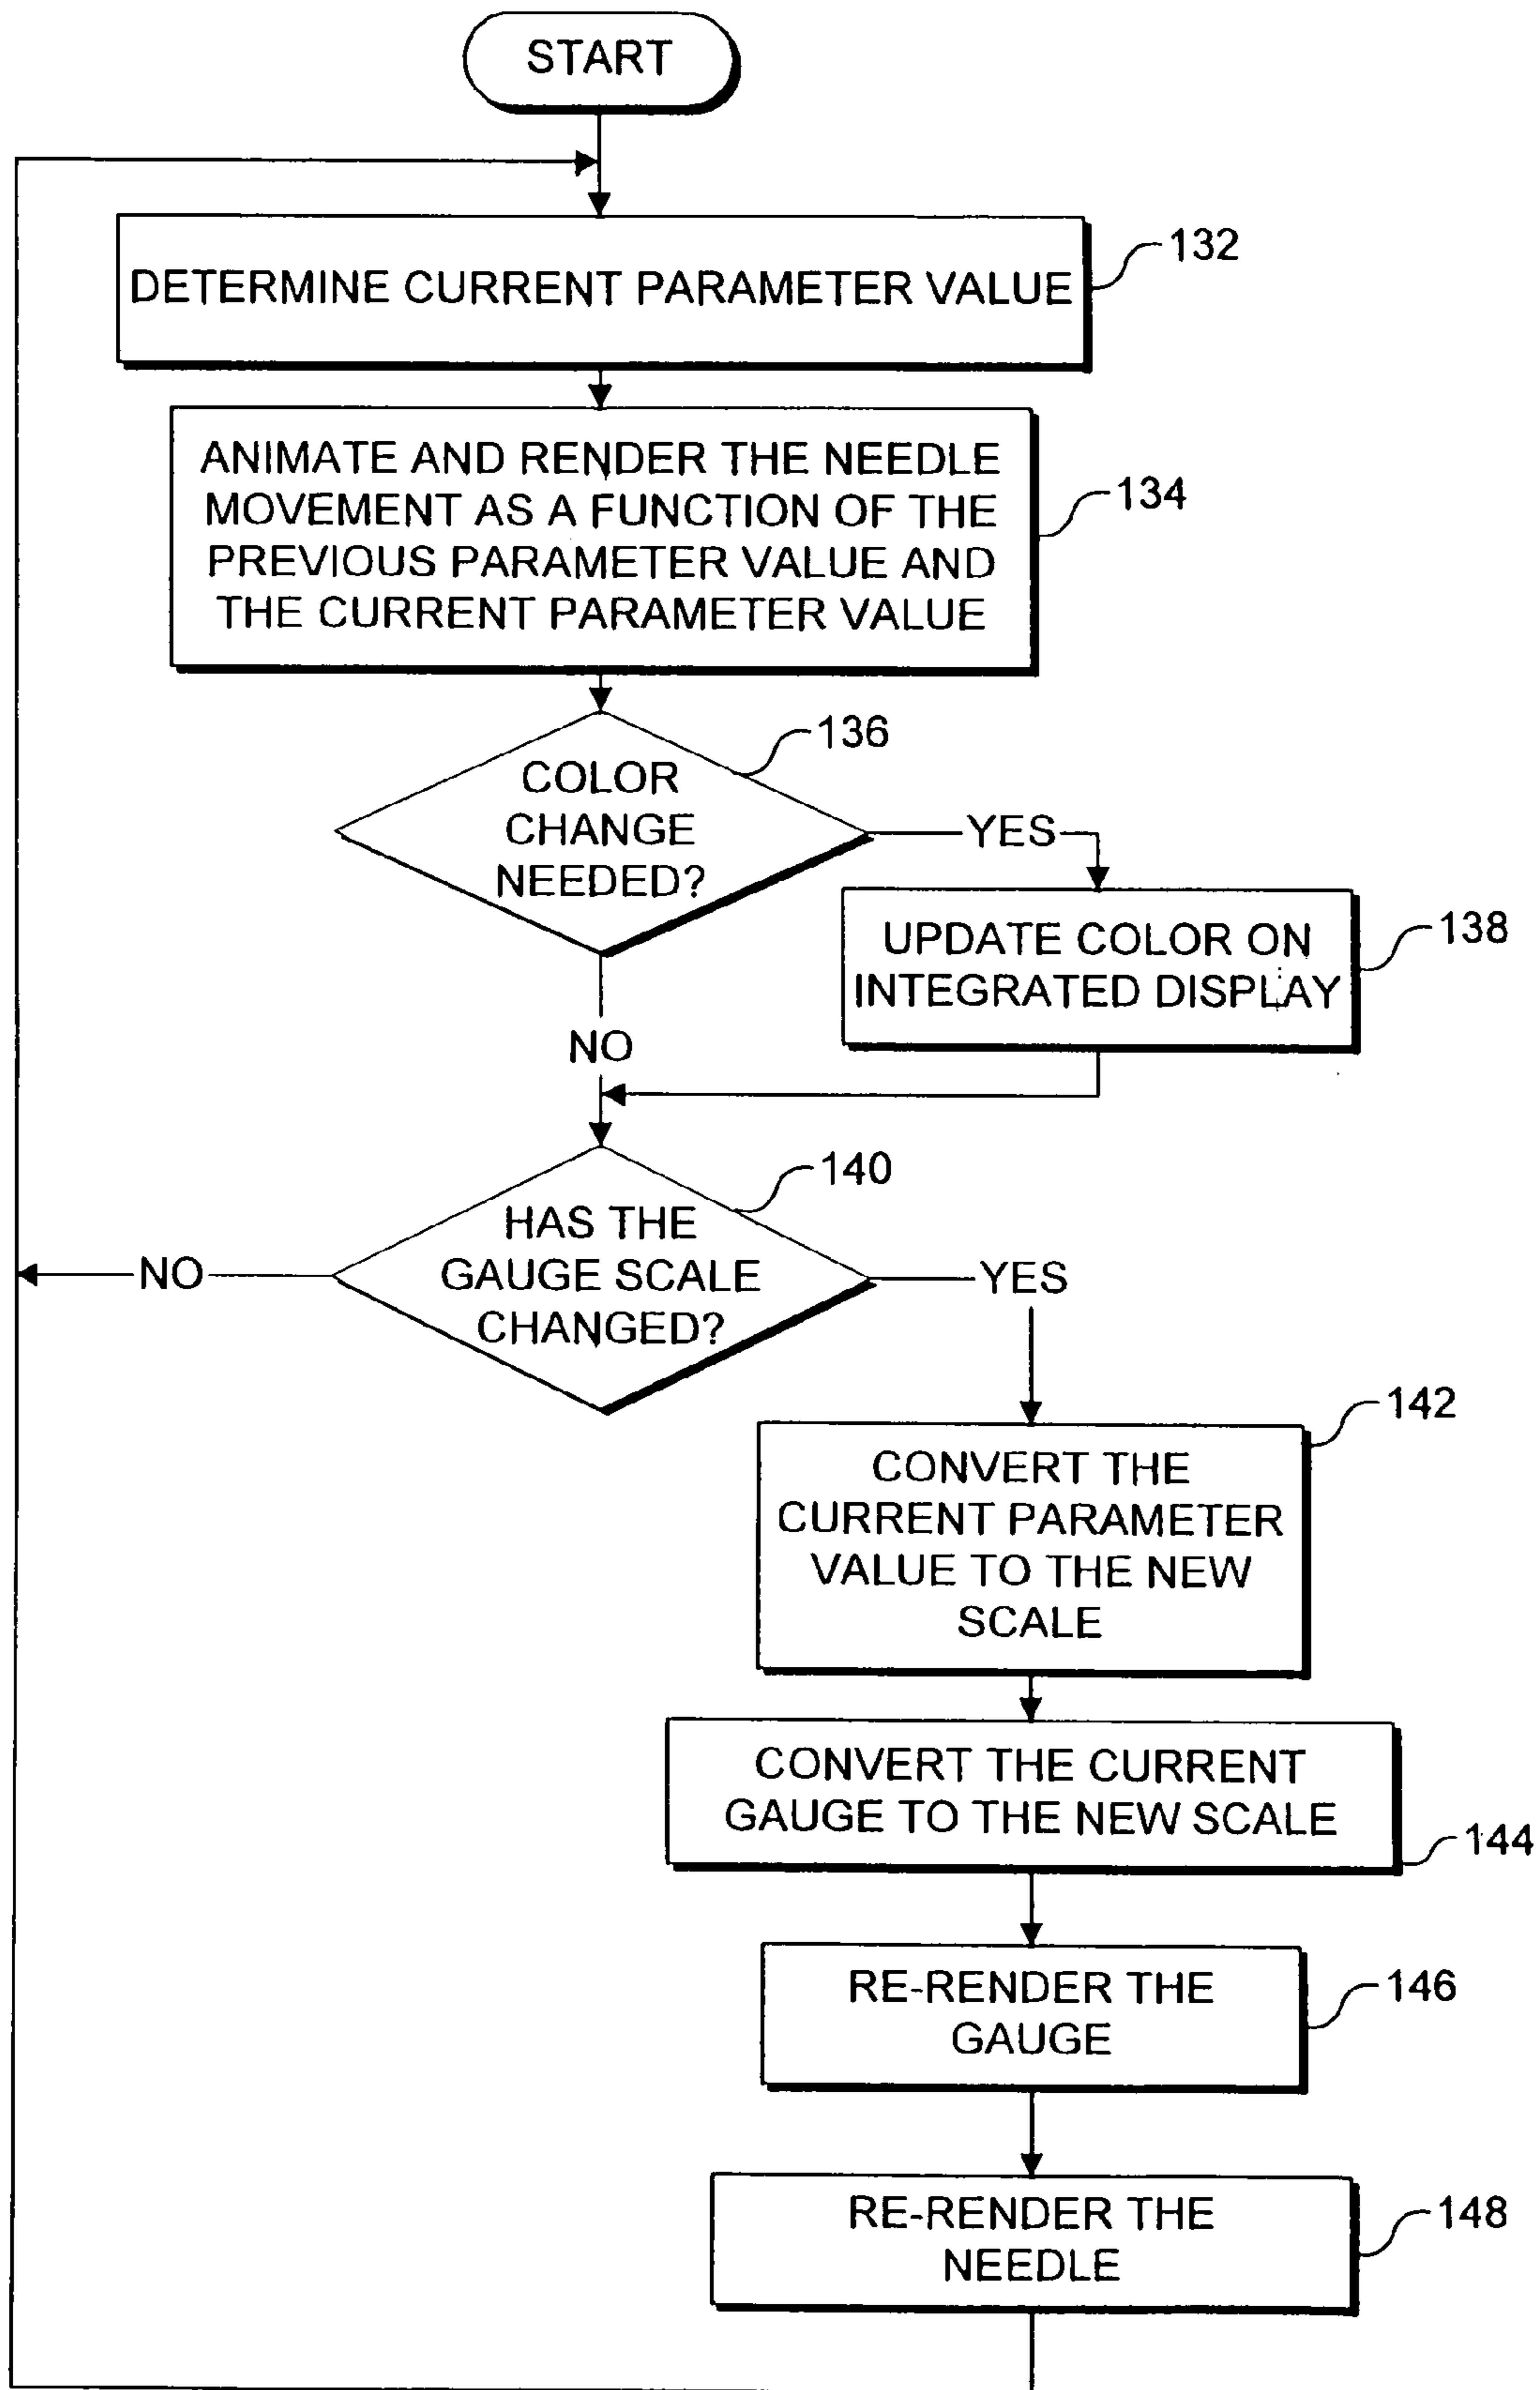 START
132
DETERMINE CURRENT PARAMETER VALUE
ANIMATE AND RENDER THE NEEDLE
MOVEMENT AS A FUNCTION OF THE
PREVIOUS PARAMETER VALUE AND
THE CURRENT PARAMETER VALUE
134
136
COLOR
CHANGE
NEEDED?
YES
UPDATE COLOR ON
INTEGRATED DISPLAY
138
NO
140
HAS THE
GAUGE SCALE
CHANGED?
NO
YES
142
CONVERT THE
CURRENT PARAMETER
VALUE TO THE NEW
SCALE
CONVERT THE CURRENT
GAUGE TO THE NEW SCALE
144
RE-RENDER THE
GAUGE
146
RE-RENDER THE
NEEDLE
148